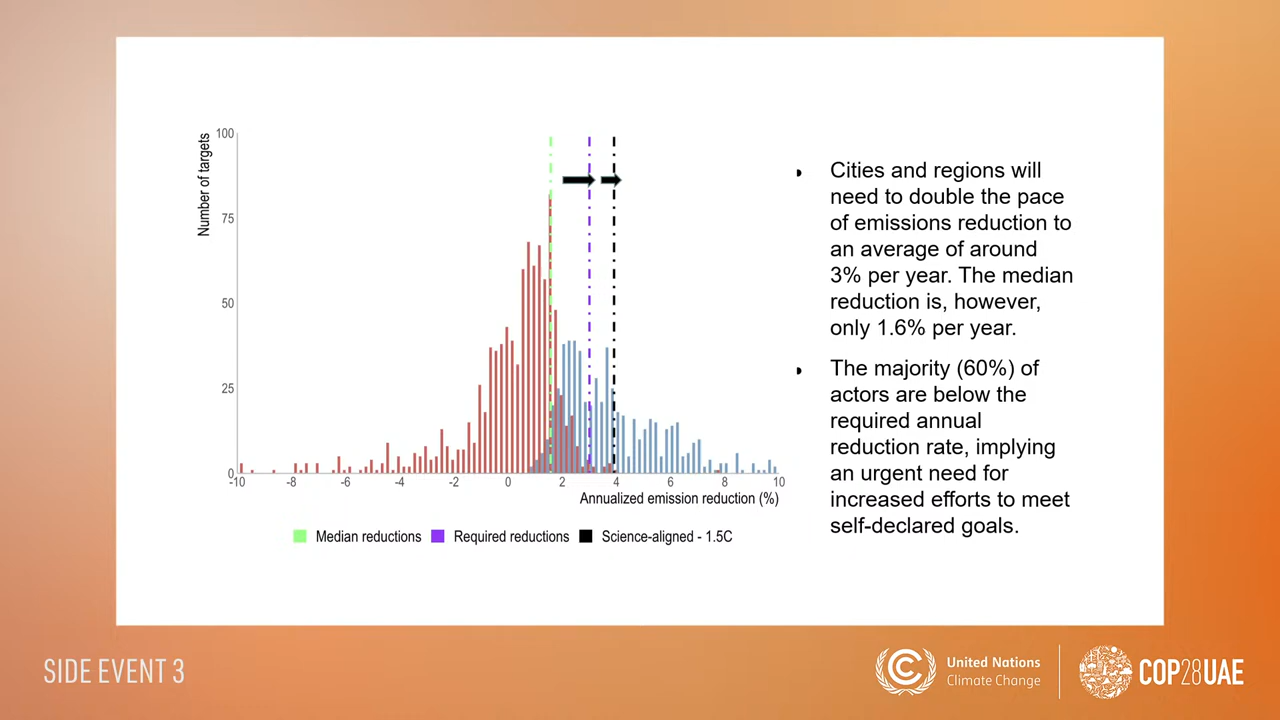 100
75
50
25
0
Number of targets
-10 -8 -6 -4 -2 0 2 4 6 8 10
Annualized emission reduction (%)
Median reductions Required reductions Science-aligned - 1.5C
Cities and regions will
need to double the pace
of emissions reduction to
an average of around
3% per year. The median
reduction is, however,
only 1.6% per year.
The majority (60%) of
actors are below the
required annual
reduction rate, implying
an urgent need for
increased efforts to meet
self-declared goals.
SIDE EVENT 3
United Nations
Climate Change
COP28UAE